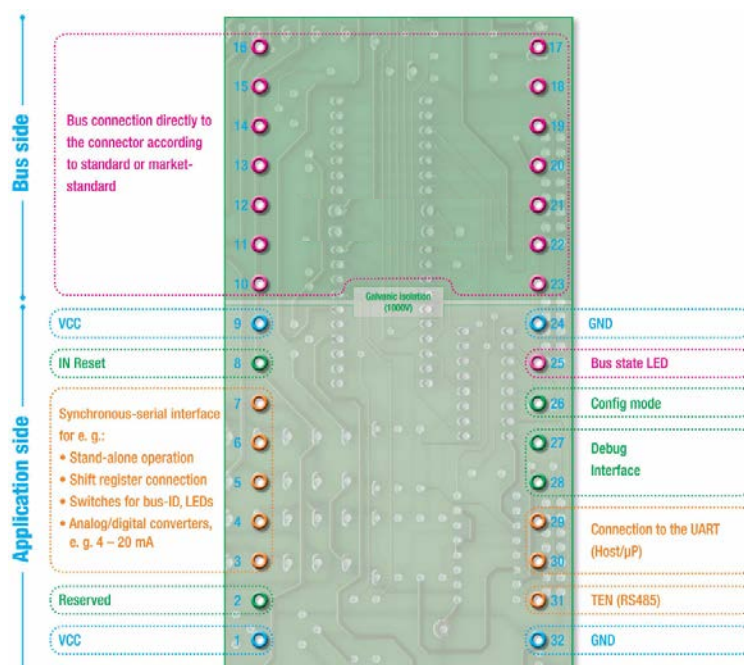 Bus side
Bus connection directly to
the connector according
to standard or market-
standard
16
15
14
13
12
11
10
17
18
19
20
21
22
23
Galvanic isolation
(1000V)
Application side
VCC
9
IN Reset
8
Synchronous-serial interface
for e. g.:
• Stand-alone operation
• Shift register connection
• Switches for bus-ID, LEDs
• Analog/digital converters,
e. g. 4 – 20 mA
7
6
5
4
3
Reserved
2
VCC
1
24
GND
25
Bus state LED
26
Config mode
27
28
Debug
Interface
29
30
Connection to the UART
(Host/µP)
31
TEN (RS485)
32
GND